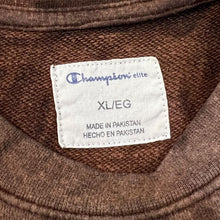 Champion elite
XL/EG
MADE IN PAKISTAN
HECHO EN PAKISTAN